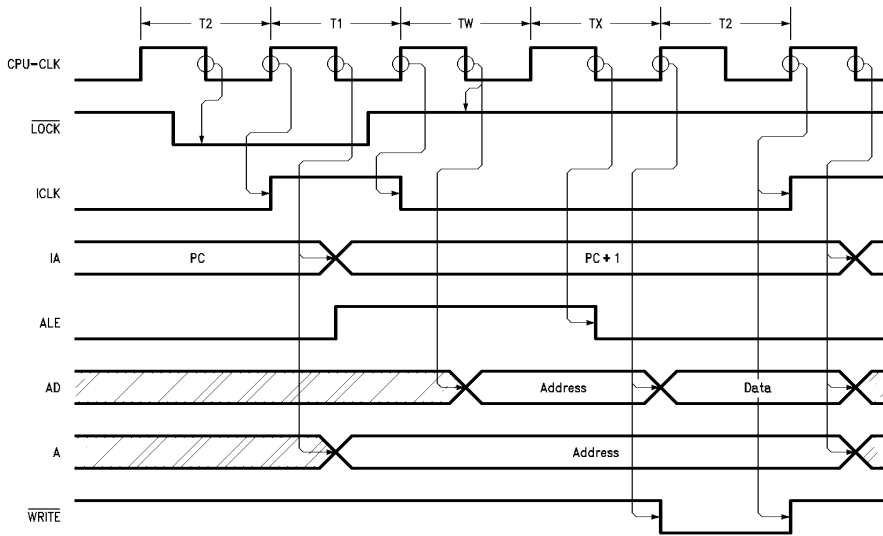 T2 T1 TW TX T2
CPU-CLK
LOCK
ICLK
IA PC PC + 1
ALE
AD Address Data
A Address
WRITE